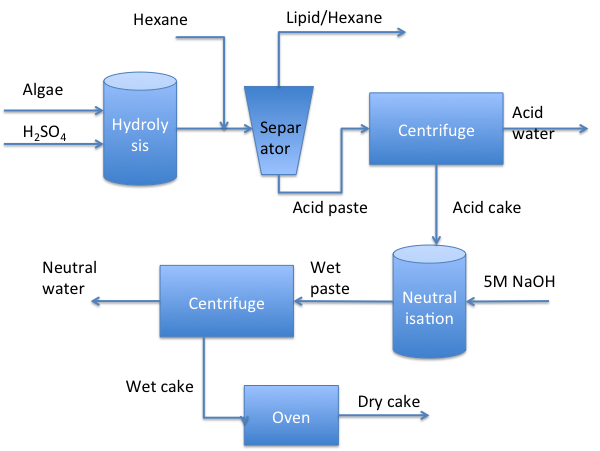 Hexane
Lipid/Hexane
Algae
H₂SO₄
Hydroly
sis
Separ
ator
Centrifuge
Acid
water
Acid paste
Acid cake
Neutral
water
Centrifuge
Wet
paste
Neutral
isation
5M NaOH
Wet cake
Oven
Dry cake